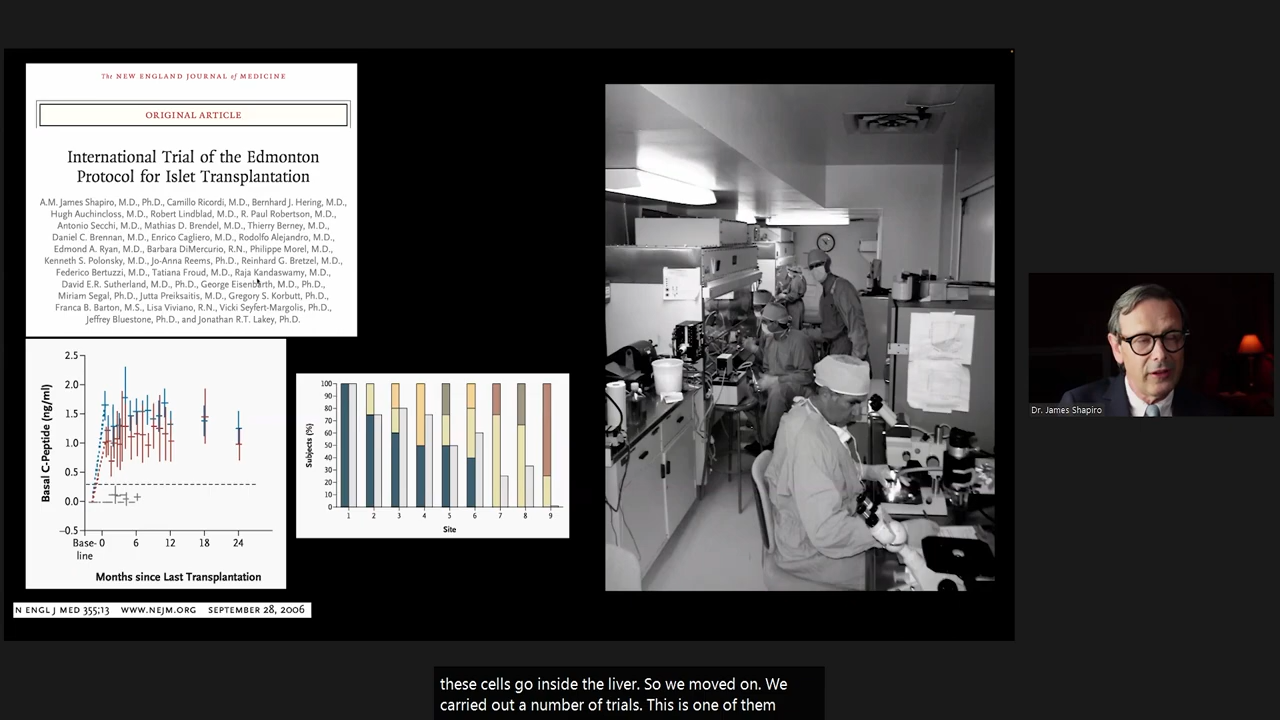 The NEW ENGLAND JOURNAL of MEDICINE
ORIGINAL ARTICLE
International Trial of the Edmonton
Protocol for Islet Transplantation
A.M. James Shapiro, M.D., Ph.D., Camillo Ricordi, M.D., Bernhard J. Hering, M.D.,
Hugh Auchincloss, M.D., Robert Lindblad, M.D., R. Paul Robertson, M.D.,
Antonio Secchi, M.D., Mathias D. Brendel, M.D., Thierry Berney, M.D.,
Daniel C. Brennan, M.D., Enrico Cagliero, M.D., Rodolfo Alejandro, M.D.,
Edmond A. Ryan, M.D., Barbara DiMercurio, R.N., Philippe Morel, M.D.,
Kenneth S. Polonsky, M.D., Jo-Anna Reems, Ph.D., Reinhard G. Bretzel, M.D.,
Federico Bertuzzi, M.D., Tatiana Froud, M.D., Raja Kandaswamy, M.D.,
David E.R. Sutherland, M.D., Ph.D., George Eisenbarth, M.D., Ph.D.,
Miriam Segal, Ph.D., Jutta Preiksaitis, M.D., Gregory S. Korbutt, Ph.D.,
Franca B. Barton, M.S., Lisa Viviano, R.N., Vicki Seyfert-Margolis, Ph.D.,
Jeffrey Bluestone, Ph.D., and Jonathan R.T. Lakey, Ph.D.
Basal C-Peptide (ng/ml)
2.5
2.0
1.5
1.0
0.5
0.0
−0.5
Base- 0 6 12 18 24
line
Months since Last Transplantation
Subjects (%)
100
90
80
70
60
50
40
30
20
10
0
1 2 3 4 5 6 7 8 9
Site
N ENGL J MED 355;13 WWW.NEJM.ORG SEPTEMBER 28, 2006
Dr. James Shapiro
these cells go inside the liver. So we moved on. We
carried out a number of trials. This is one of them